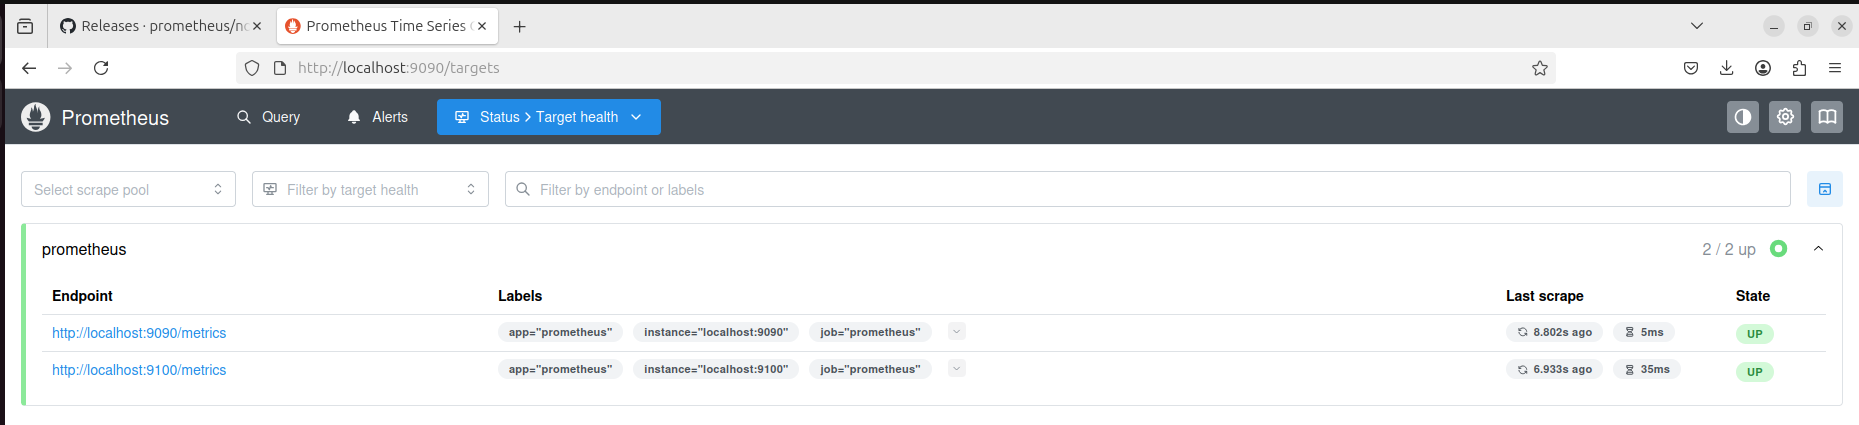 Releases · prometheus/no
Prometheus Time Series
http://localhost:9090/targets
Prometheus
Query
Alerts
Status > Target health
Select scrape pool
Filter by target health
Filter by endpoint or labels
prometheus
2 / 2 up
Endpoint Labels Last scrape State
http://localhost:9090/metrics app="prometheus" instance="localhost:9090" job="prometheus" 8.802s ago 5ms UP
http://localhost:9100/metrics app="prometheus" instance="localhost:9100" job="prometheus" 6.933s ago 35ms UP